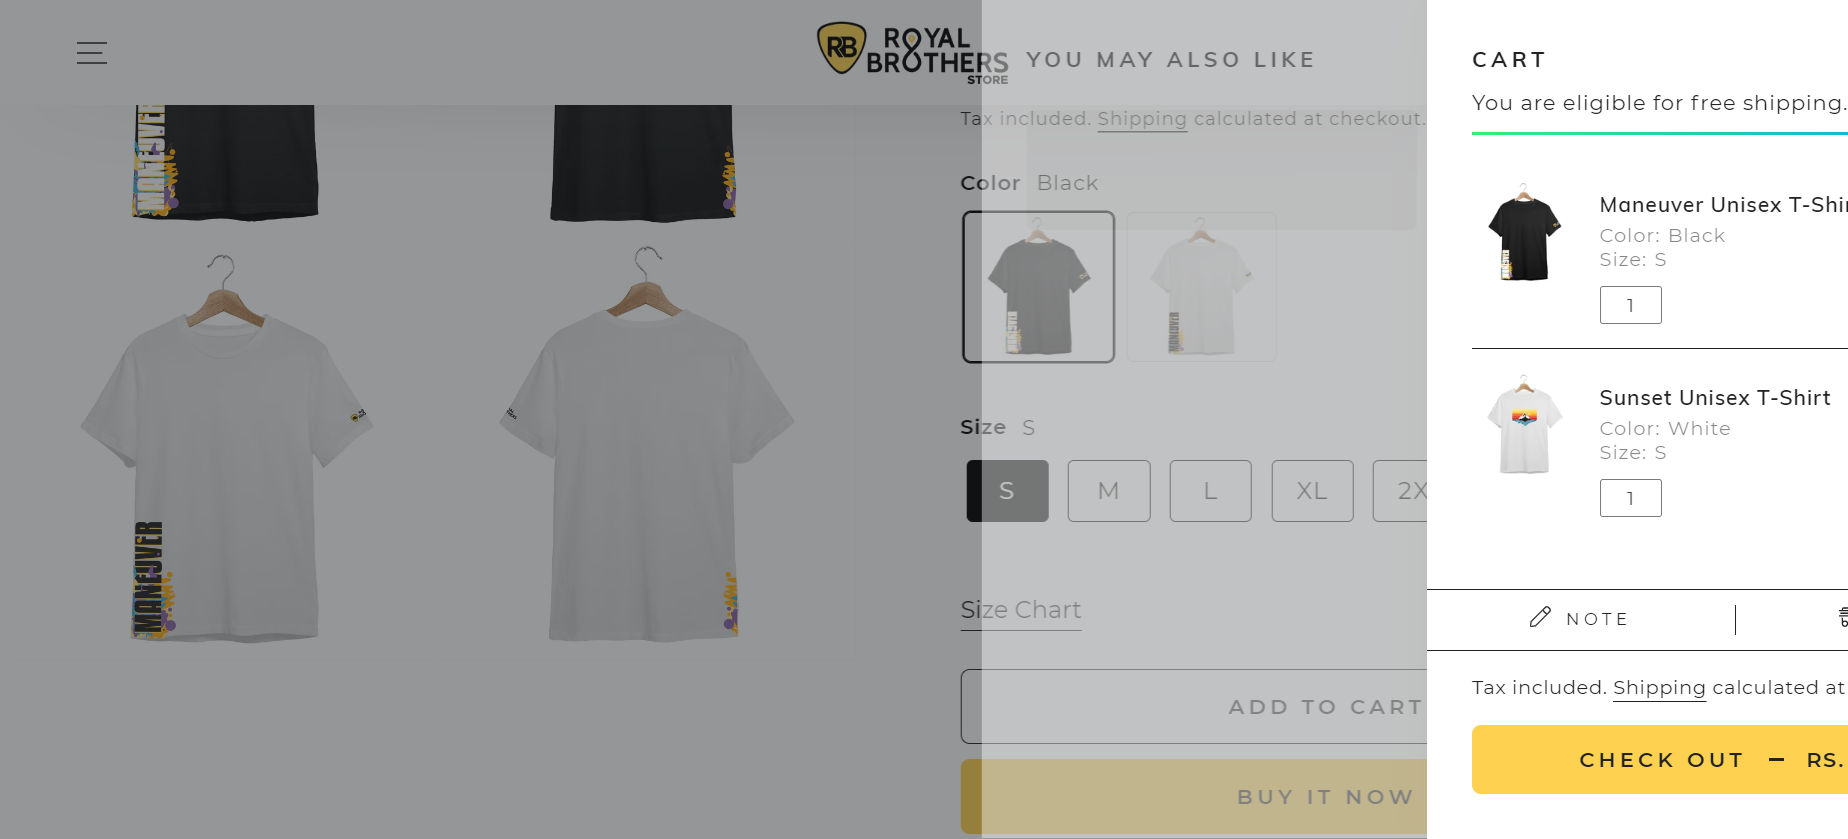 RB
ROYAL
BROTHERS
STORE
YOU MAY ALSO LIKE
Tax included. Shipping calculated at checkout.
Color Black
MANEUVER
MANEUVER
Size S
S
M
L
XL
2X
Size Chart
ADD TO CART
BUY IT NOW
CART
You are eligible for free shipping.
Maneuver Unisex T-Shir
Color: Black
Size: S
1
Sunset Unisex T-Shirt
Color: White
Size: S
1
NOTE
Tax included. Shipping calculated at
CHECK OUT – RS.